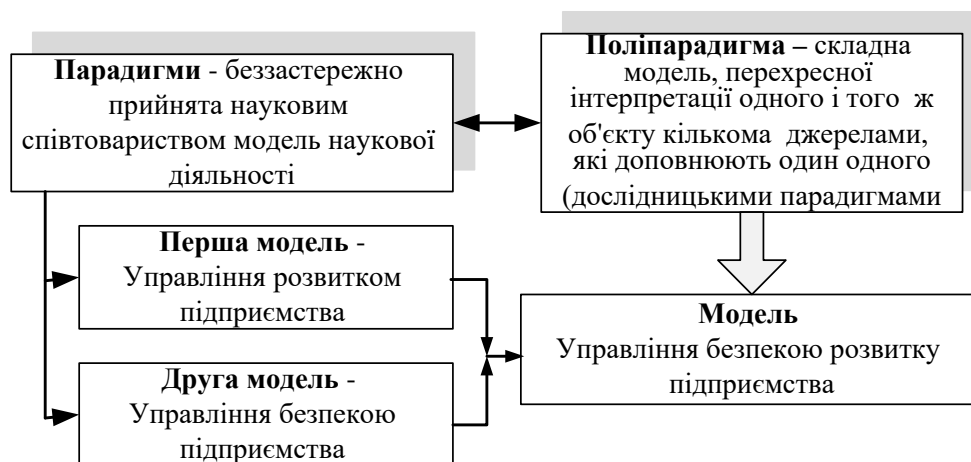 Парадигми - беззастережно
прийнята науковим
співтовариством модель наукової
діяльності
Поліпарадигма – складна
модель, перехресної
інтерпретації одного і того ж
об'єкту кількома джерелами,
які доповнюють один одного
(дослідницькими парадигмами
Перша модель -
Управління розвитком
підприємства
Друга модель -
Управління безпекою
підприємства
Модель
Управління безпекою розвитку
підприємства